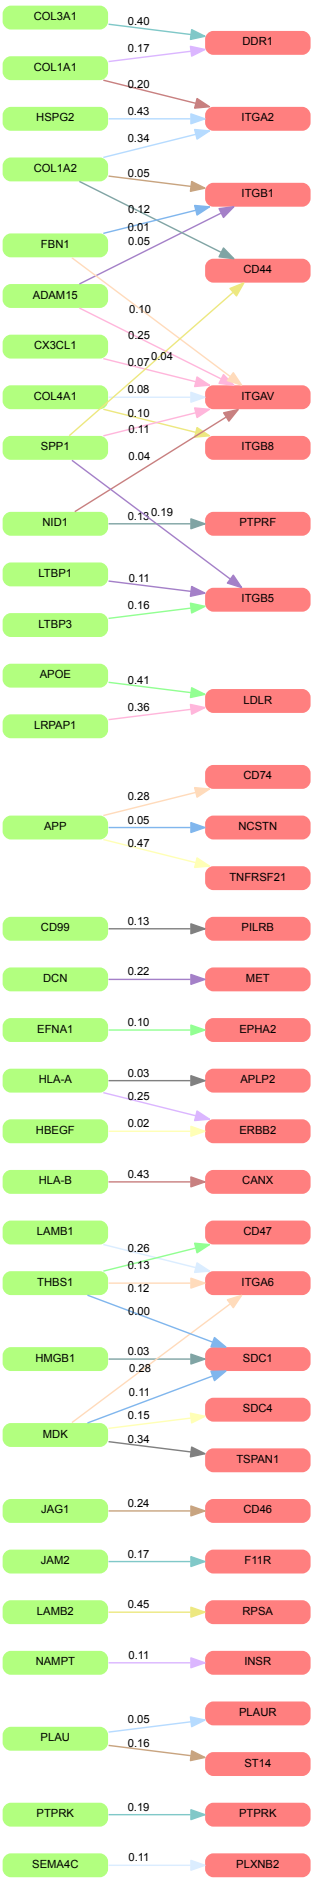 COL3A1
0.40
DDR1
COL1A1
0.17
0.20
HSPG2
0.43
ITGA2
0.34
COL1A2
0.05
ITGB1
0.12
FBN1
0.01
0.05
CD44
ADAM15
0.10
0.25
CX3CL1
0.04
0.07
COL4A1
0.08
ITGAV
0.10
0.11
SPP1
ITGB8
0.04
NID1
0.13
0.19
PTPRF
LTBP1
0.11
ITGB5
LTBP3
0.16
APOE
0.41
LDLR
LRPAP1
0.36
CD74
0.28
APP
0.05
NCSTN
0.47
TNFRSF21
CD99
0.13
PILRB
DCN
0.22
MET
EFNA1
0.10
EPHA2
HLA-A
0.03
APLP2
0.25
HBEGF
0.02
ERBB2
HLA-B
0.43
CANX
LAMB1
CD47
0.26
0.13
THBS1
ITGA6
0.12
0.00
HMGB1
0.03
SDC1
0.28
0.11
SDC4
0.15
MDK
0.34
TSPAN1
JAG1
0.24
CD46
JAM2
0.17
F11R
LAMB2
0.45
RPSA
NAMPT
0.11
INSR
PLAUR
0.05
PLAU
0.16
ST14
PTPRK
0.19
PTPRK
SEMA4C
0.11
PLXNB2